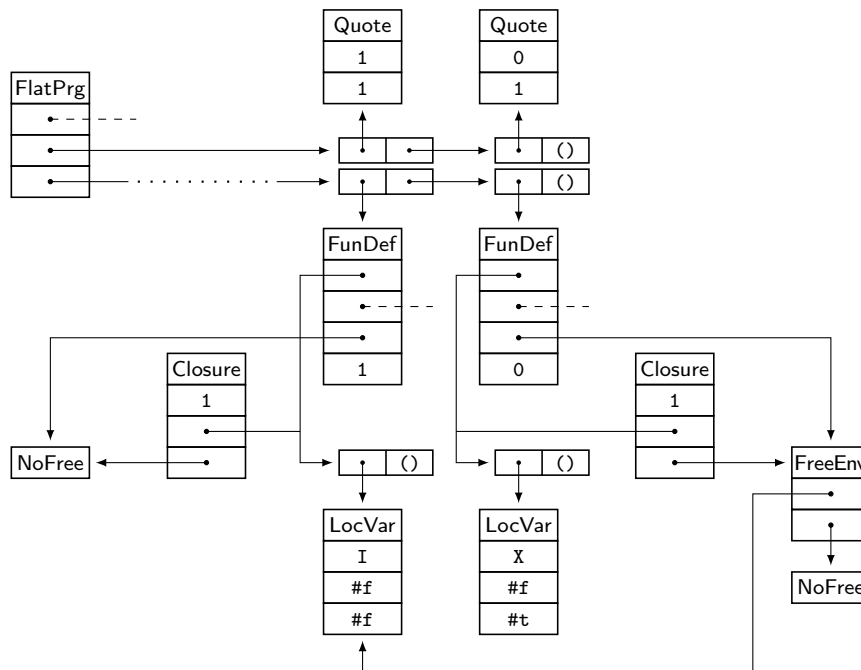 Quote Quote
1 0
1 1
FlatPrg
()
()
FunDef FunDef
1 0
Closure Closure
1 1
NoFree () () FreeEnv
LocVar LocVar
I X
#f #f
#f #t
NoFree